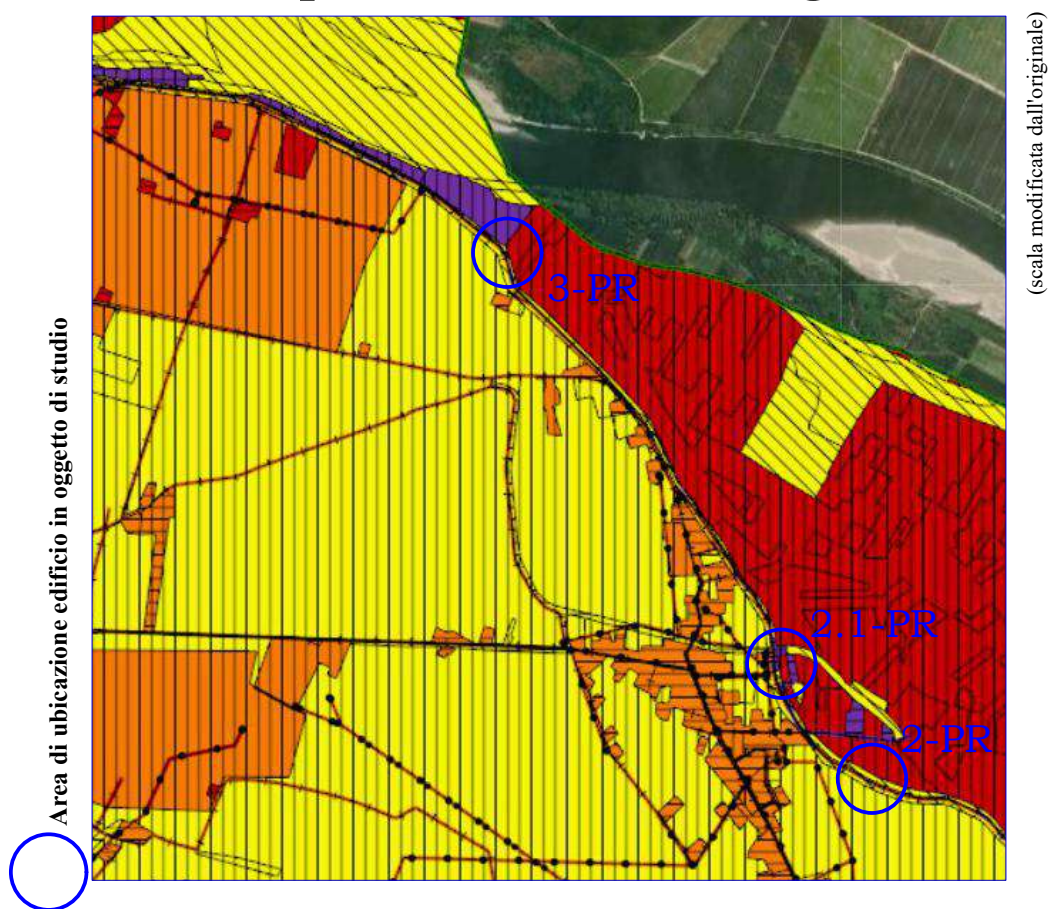 (scala modificata dall'originale)
3-PR
2.1-PR
2-PR
Area di ubicazione edificio in oggetto di studio